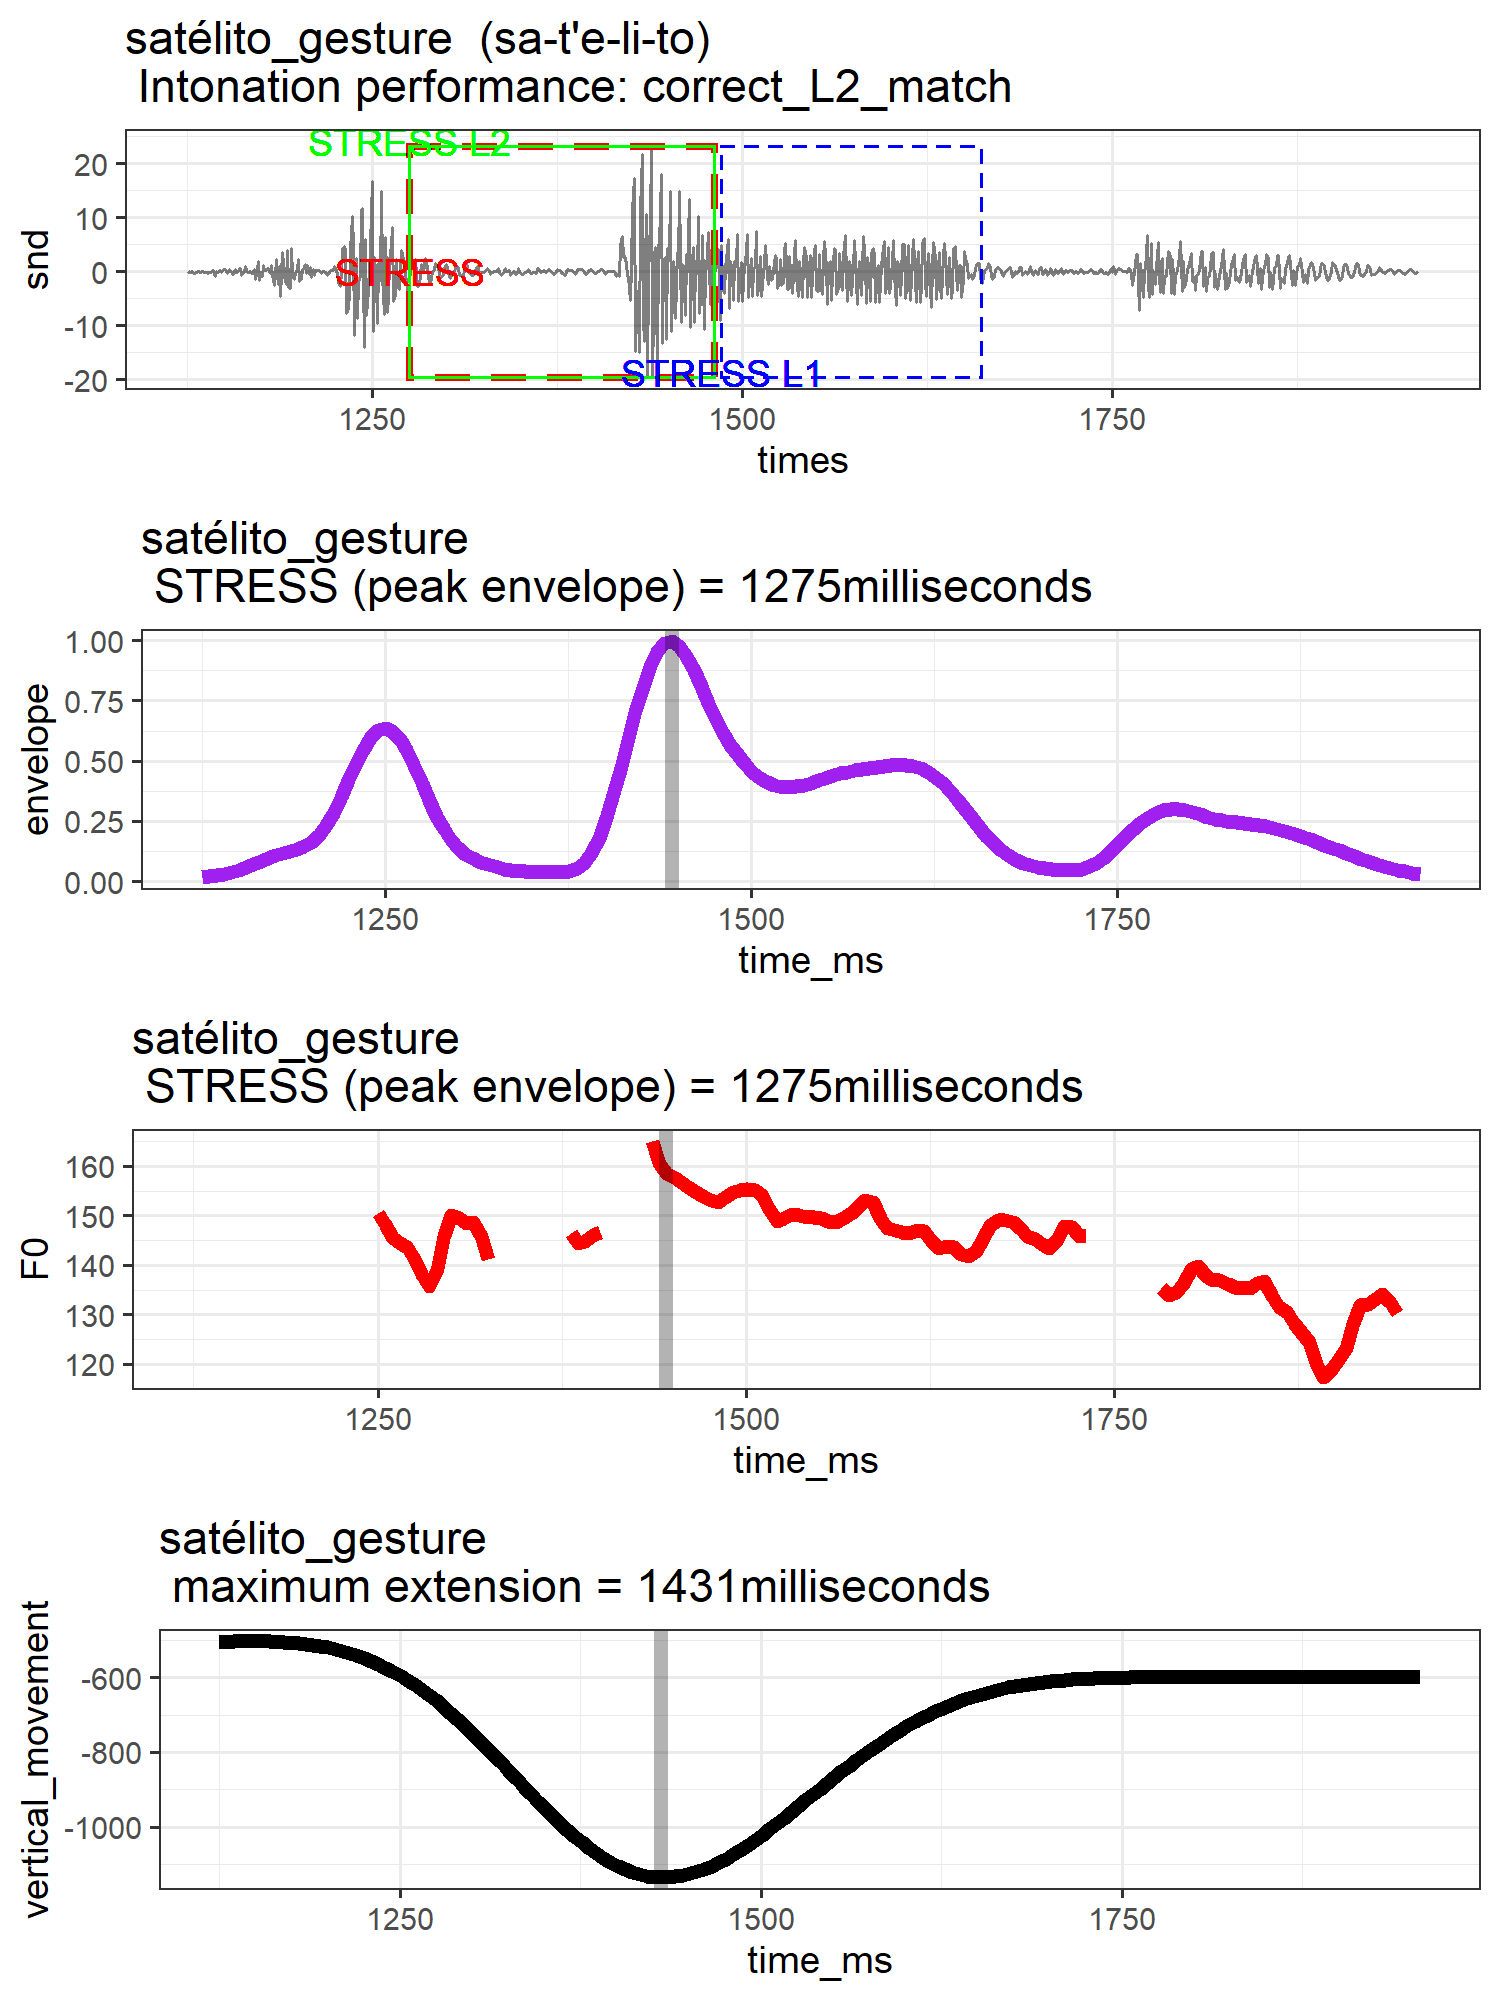 satélito_gesture  (sa-t'e-li-to)
Intonation performance: correct_L2_match
STRESS L2
STRESS
STRESS L1
snd
20
10
0
-10
-20
1250 1500 1750
times
satélito_gesture
STRESS (peak envelope) = 1275milliseconds
envelope
1.00
0.75
0.50
0.25
0.00
1250 1500 1750
time_ms
satélito_gesture
STRESS (peak envelope) = 1275milliseconds
F0
160
150
140
130
120
1250 1500 1750
time_ms
satélito_gesture
maximum extension = 1431milliseconds
vertical_movement
-600
-800
-1000
1250 1500 1750
time_ms